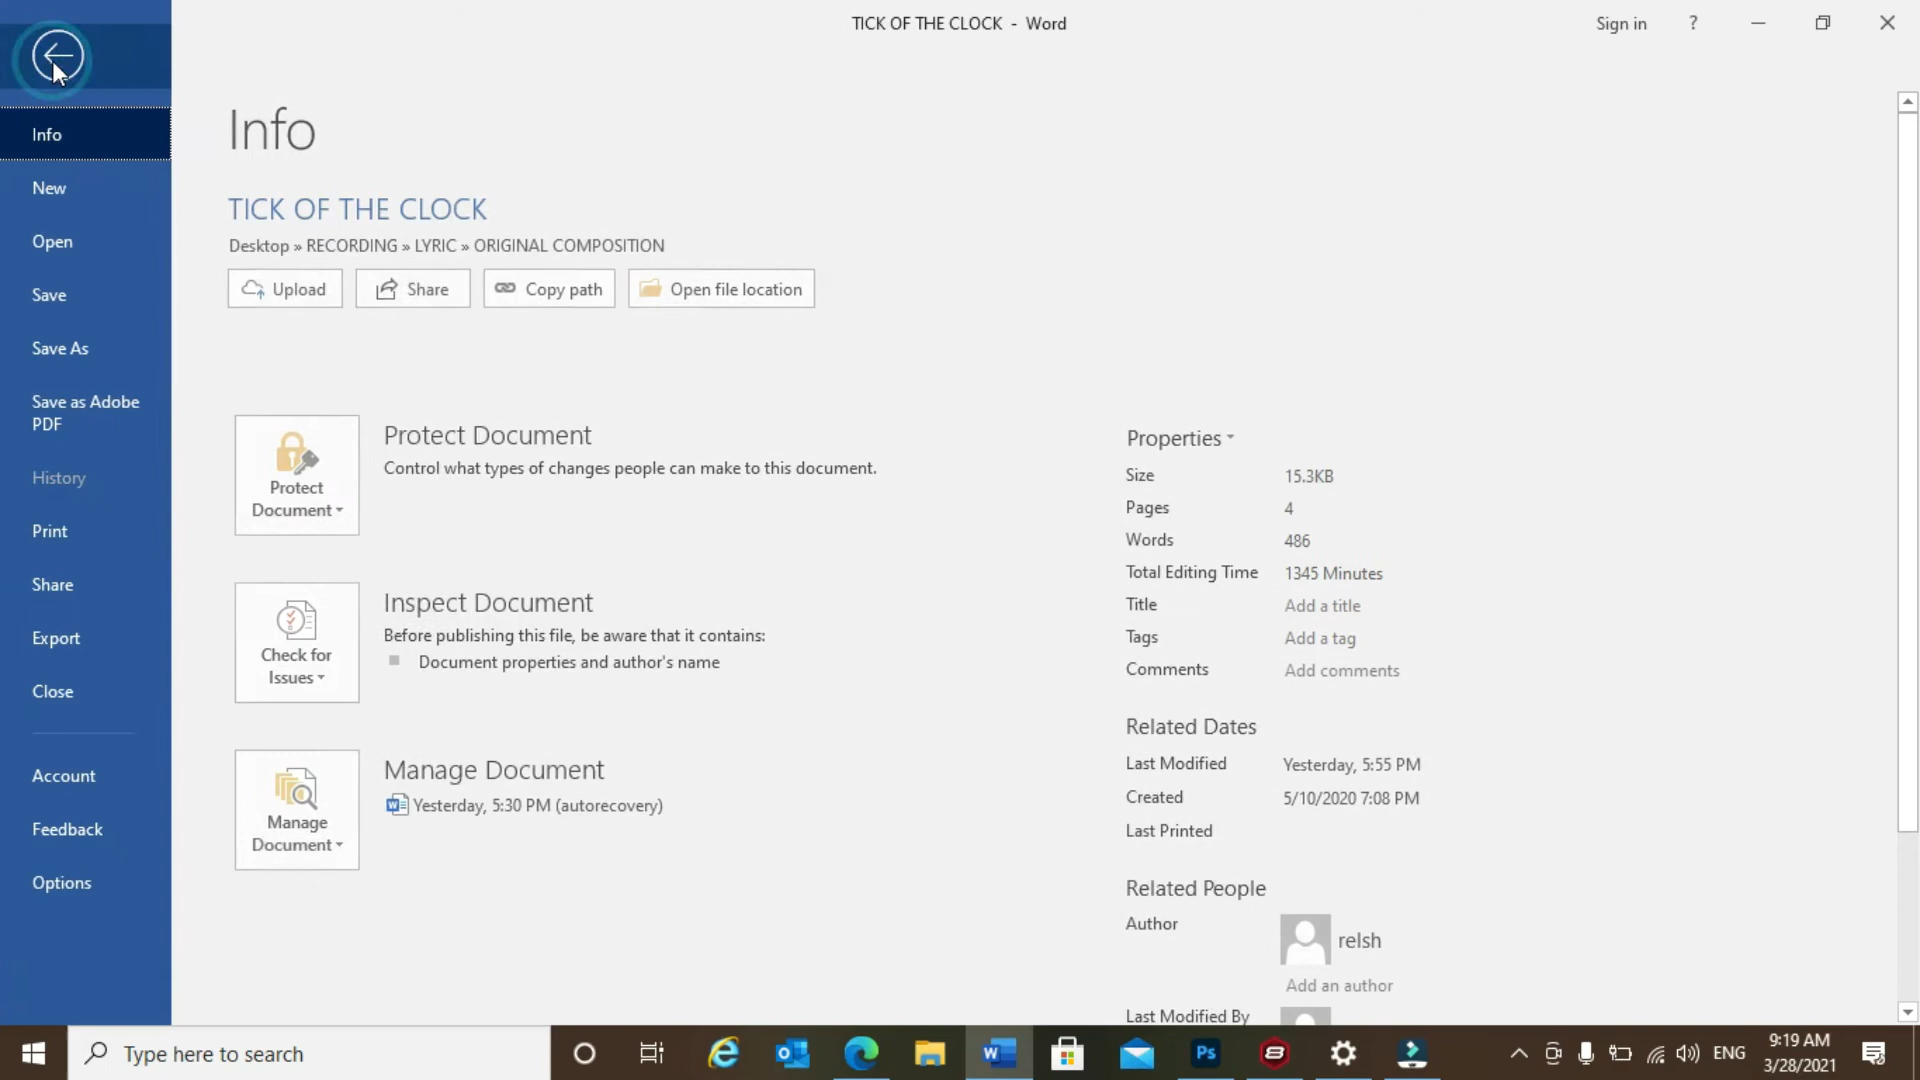 TICK OF THE CLOCK - Word
Sign in
?
Info
New
Open
Save
Save As
Save as Adobe
PDF
History
Print
Share
Export
Close
Account
Feedback
Options
Info
TICK OF THE CLOCK
Desktop » RECORDING » LYRIC » ORIGINAL COMPOSITION
Upload
Share
Copy path
Open file location
Protect
Document
Protect Document
Control what types of changes people can make to this document.
Check for
Issues
Inspect Document
Before publishing this file, be aware that it contains:
Document properties and author's name
Manage
Document
Manage Document
Yesterday, 5:30 PM (autorecovery)
Properties
Size 15.3KB
Pages 4
Words 486
Total Editing Time 1345 Minutes
Title Add a title
Tags Add a tag
Comments Add comments
Related Dates
Last Modified Yesterday, 5:55 PM
Created 5/10/2020 7:08 PM
Last Printed
Related People
Author relsh
Add an author
Last Modified By
Type here to search
Ps
ENG
9:19 AM
3/28/2021